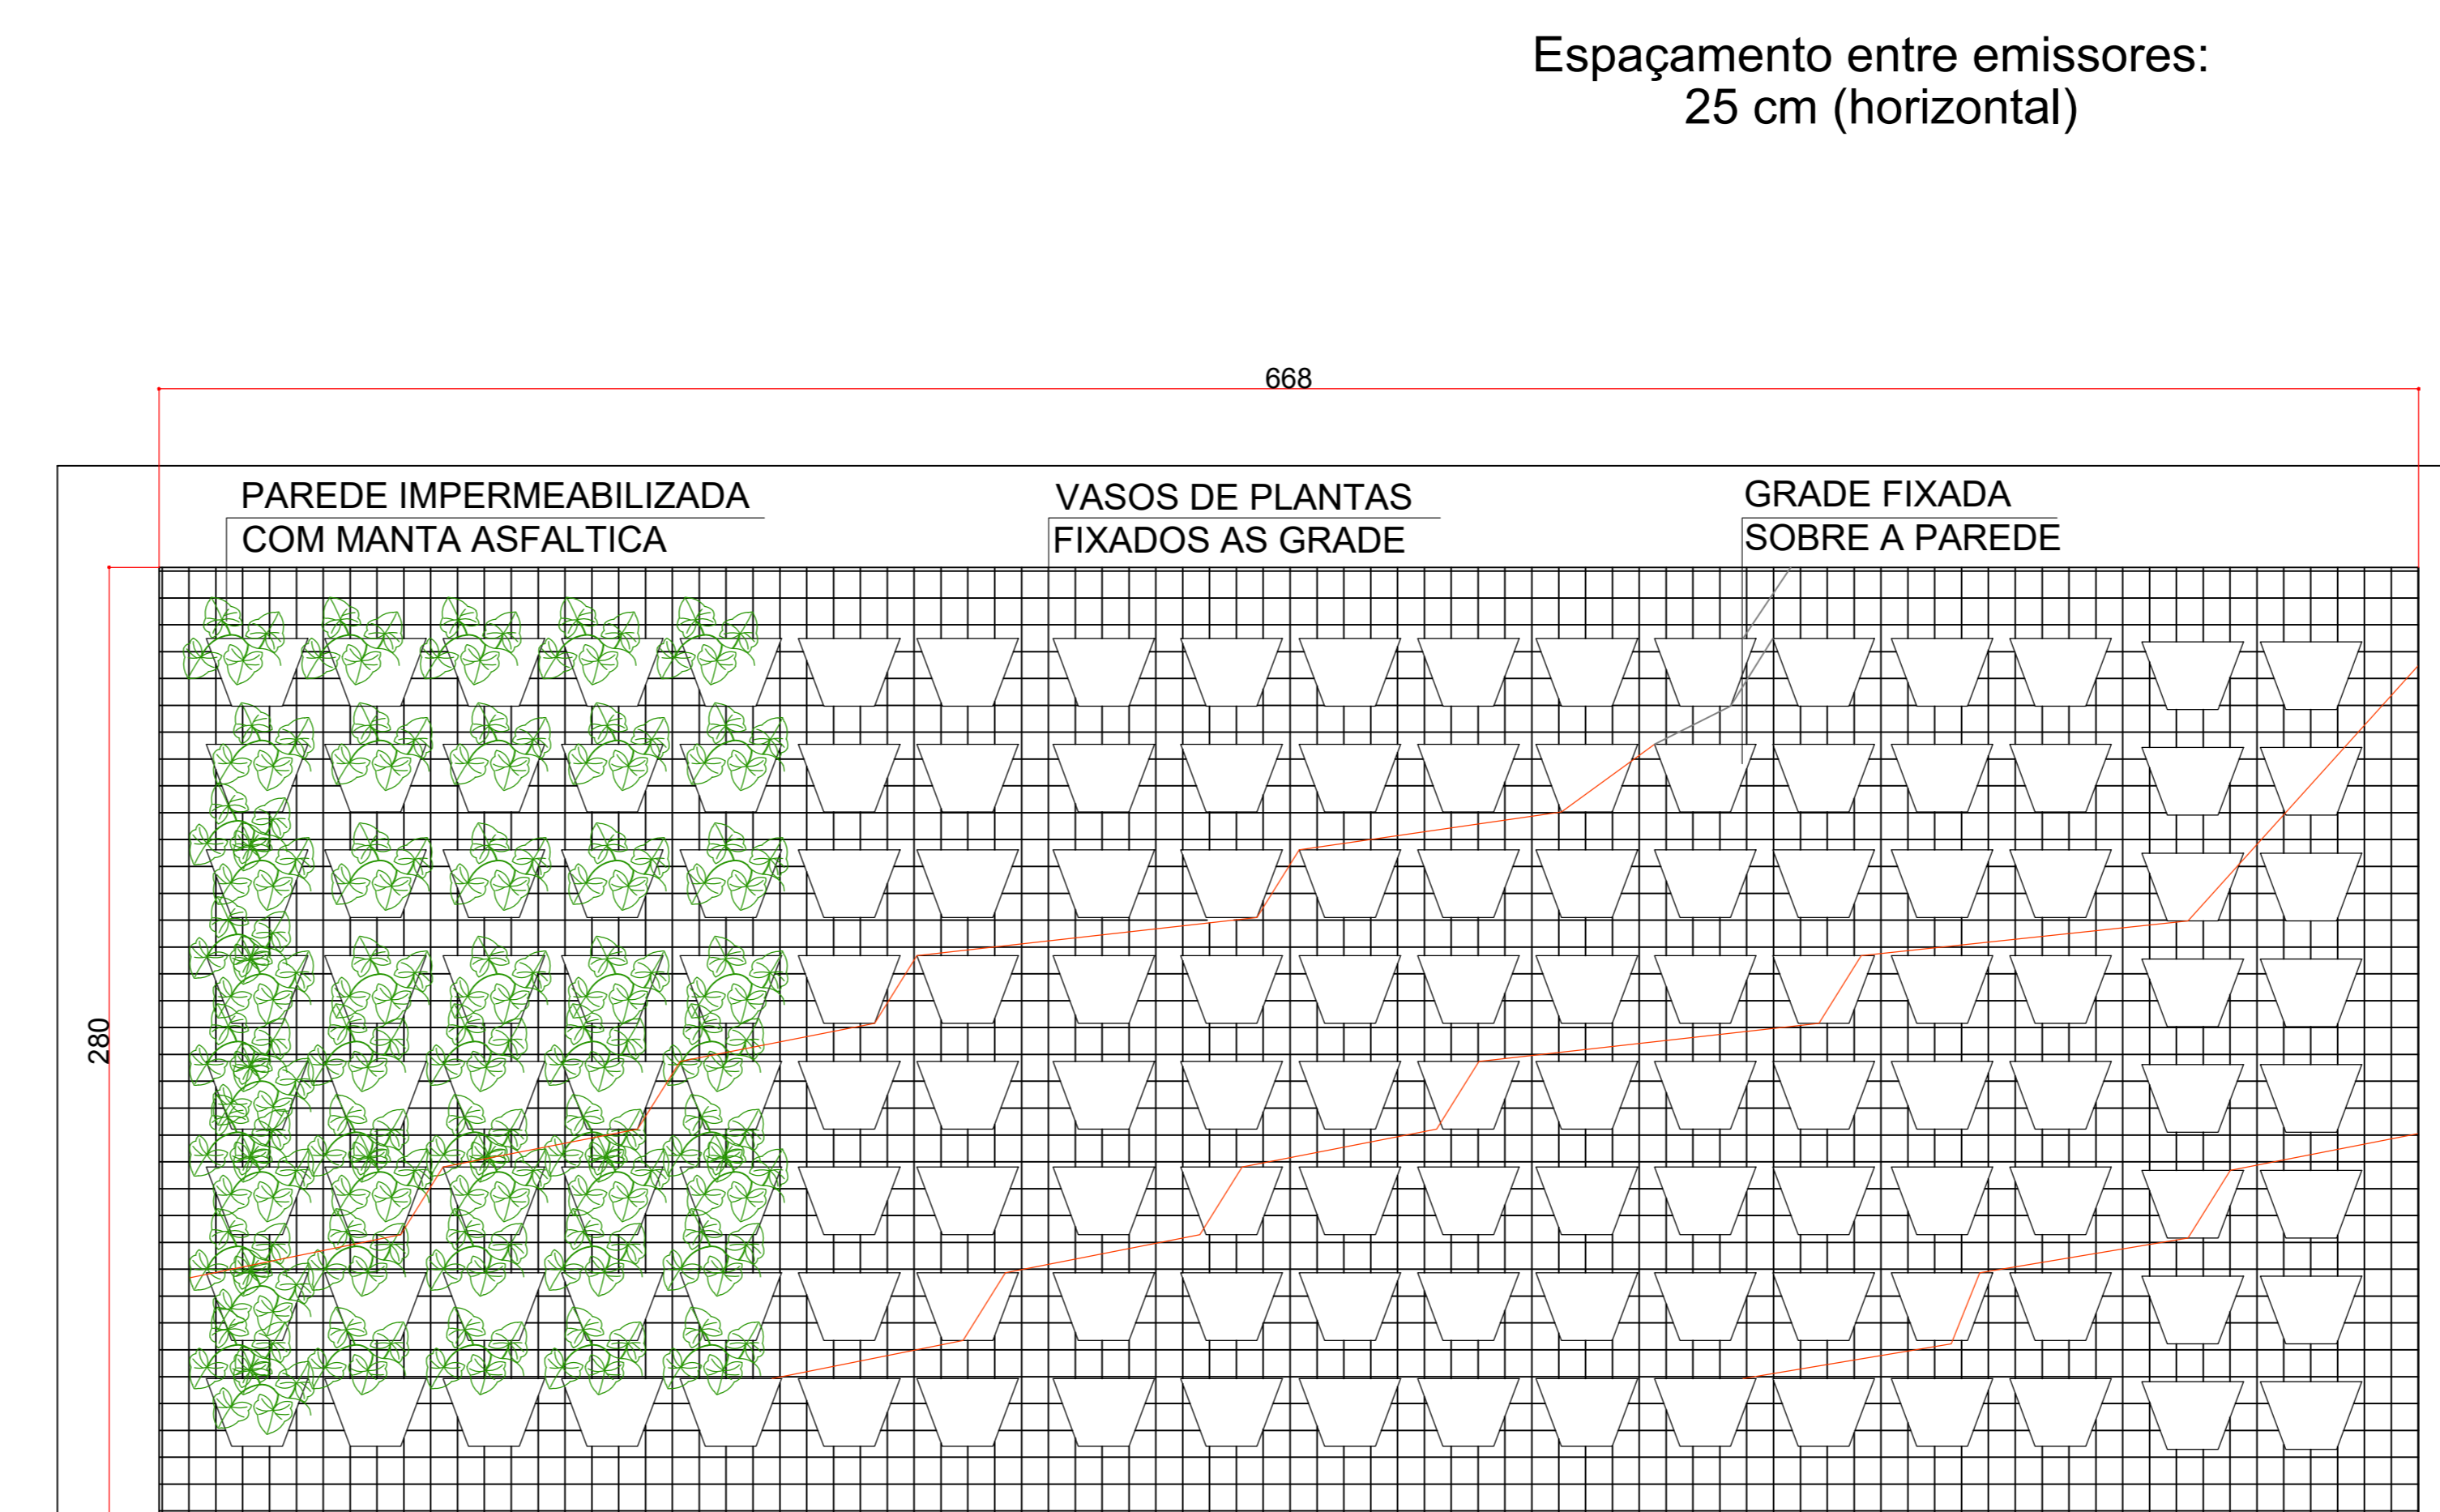 Espaçamento entre emissores:
25 cm (horizontal)
668
PAREDE IMPERMEABILIZADA
COM MANTA ASFALTICA
VASOS DE PLANTAS
FIXADOS AS GRADE
GRADE FIXADA
SOBRE A PAREDE
280